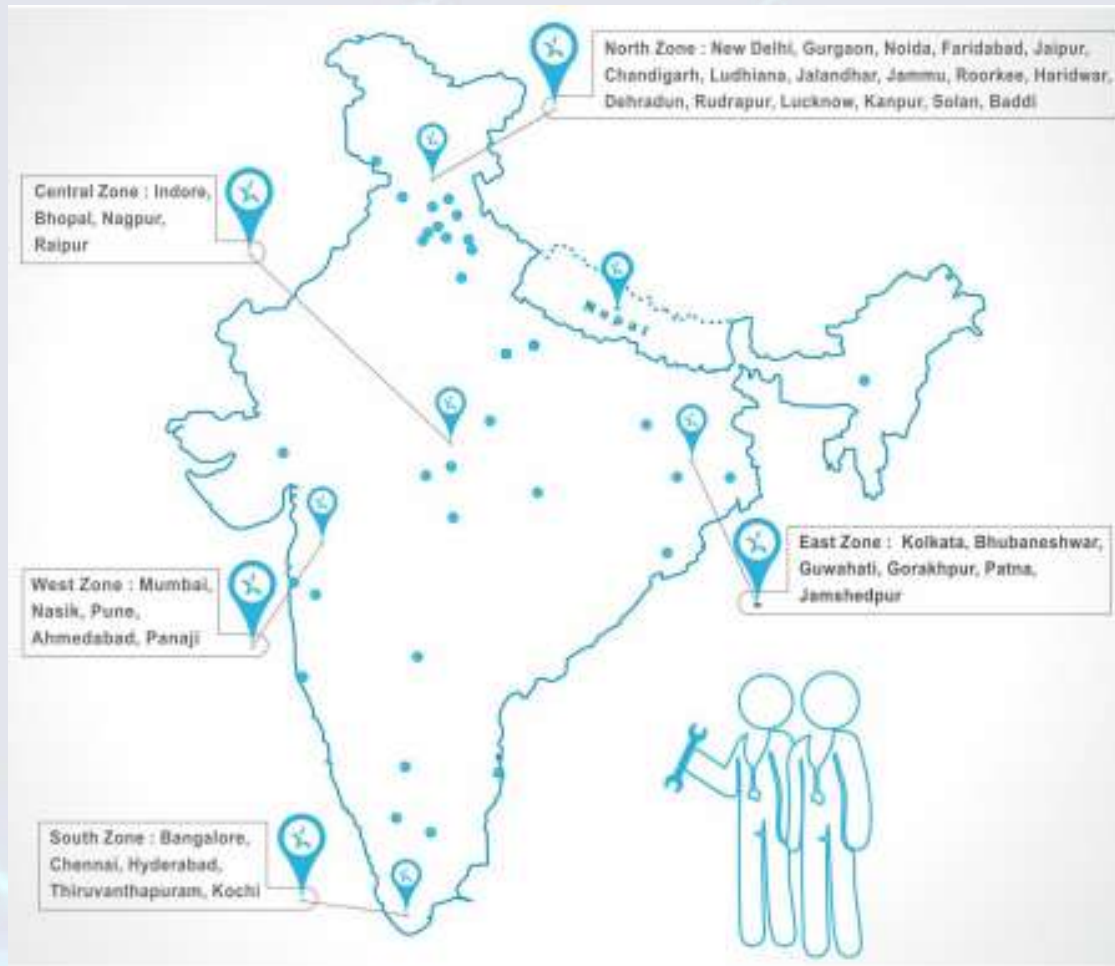 North Zone : New Delhi, Gurgaon, Noida, Faridabad, Jaipur,
Chandigarh, Ludhiana, Jalandhar, Jammu, Roorkee, Haridwar,
Dehradun, Rudrapur, Lucknow, Kanpur, Solan, Baddi
Central Zone : Indore,
Bhopal, Nagpur,
Raipur
Nepal
East Zone : Kolkata, Bhubaneshwar,
Guwahati, Gorakhpur, Patna,
Jamshedpur
West Zone : Mumbai,
Nasik, Pune,
Ahmedabad, Panaji
South Zone : Bangalore,
Chennai, Hyderabad,
Thiruvanthapuram, Kochi